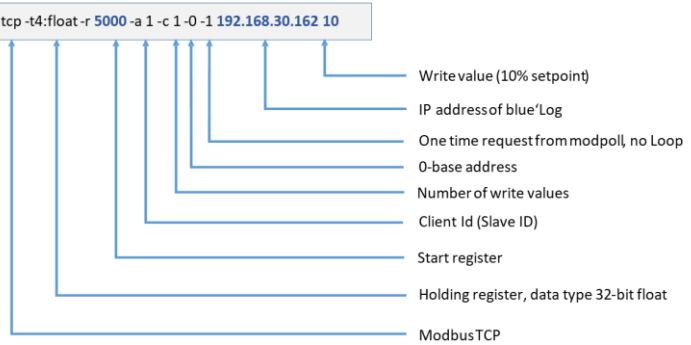 tcp -t4:float -r 5000 -a 1 -c 1 -0 -1 192.168.30.162 10
Write value (10% setpoint)
IP address of blue‘Log
One time request from modpoll, no Loop
0-base address
Number of write values
Client Id (Slave ID)
Start register
Holding register, data type 32-bit float
Modbus TCP